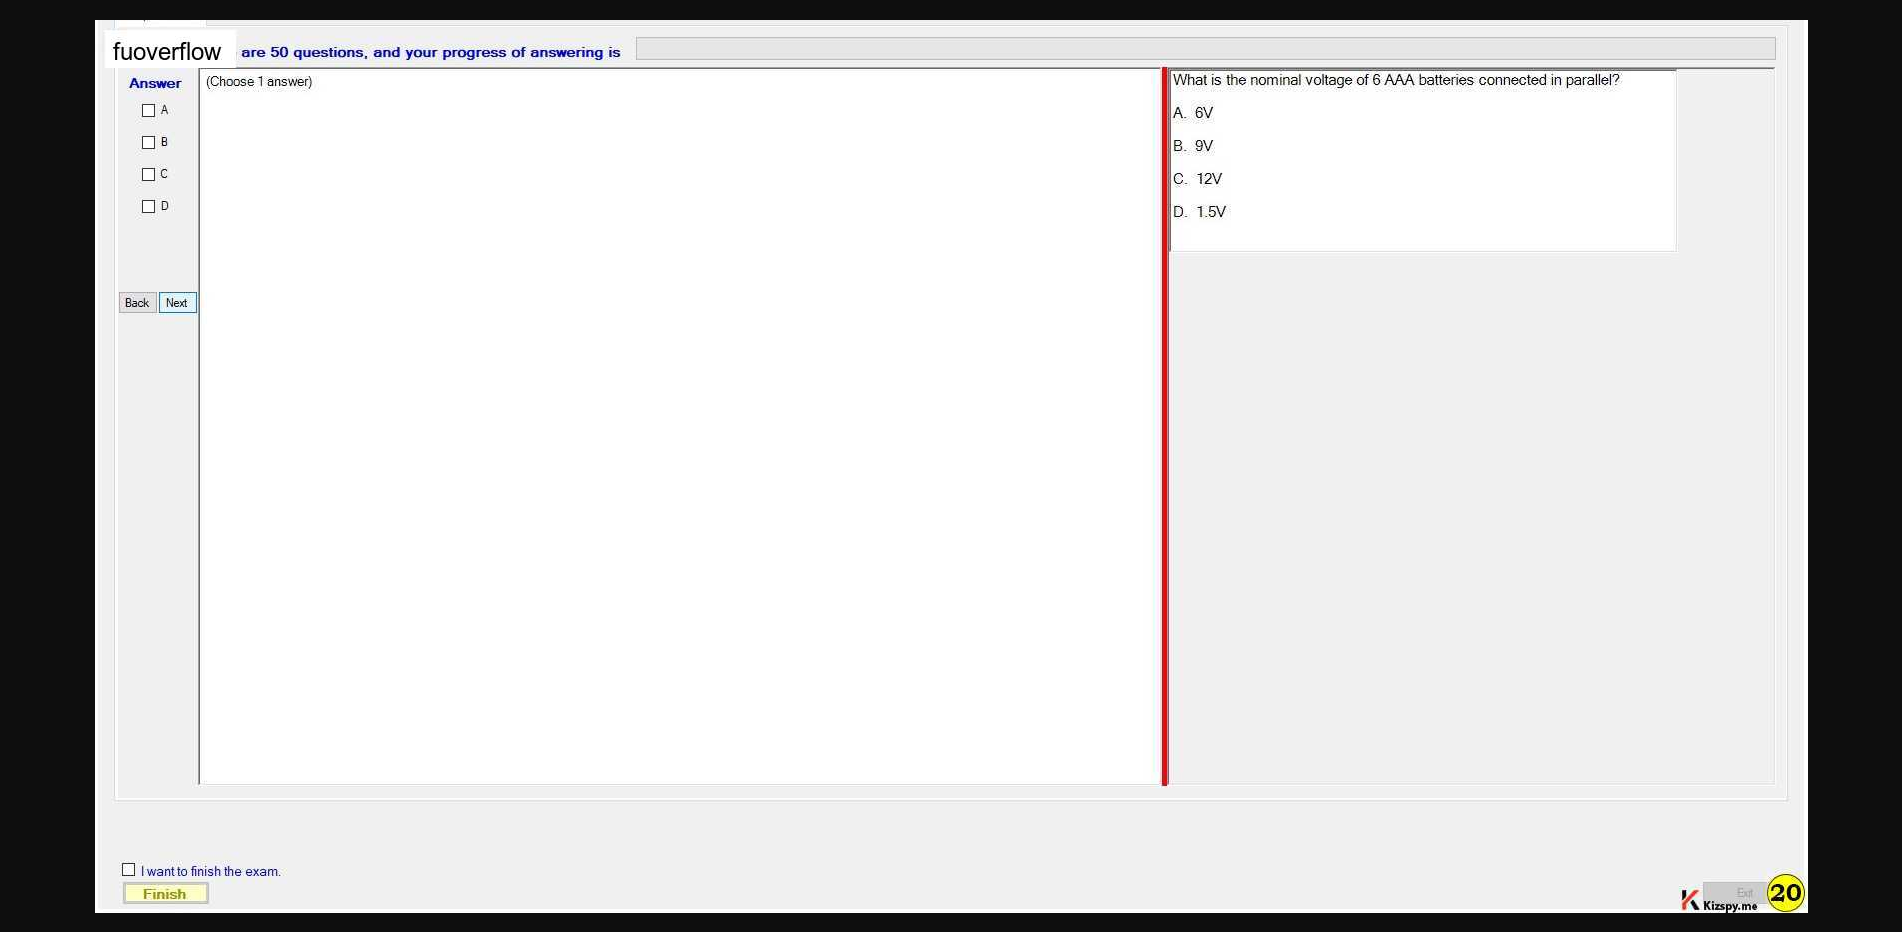 fuoverflow are 50 questions, and your progress of answering is
Answer
(Choose 1 answer)
A
B
C
D
Back Next
What is the nominal voltage of 6 AAA batteries connected in parallel?
A. 6V
B. 9V
C. 12V
D. 1.5V
I want to finish the exam.
Finish
Exit
Kizspy.me
20